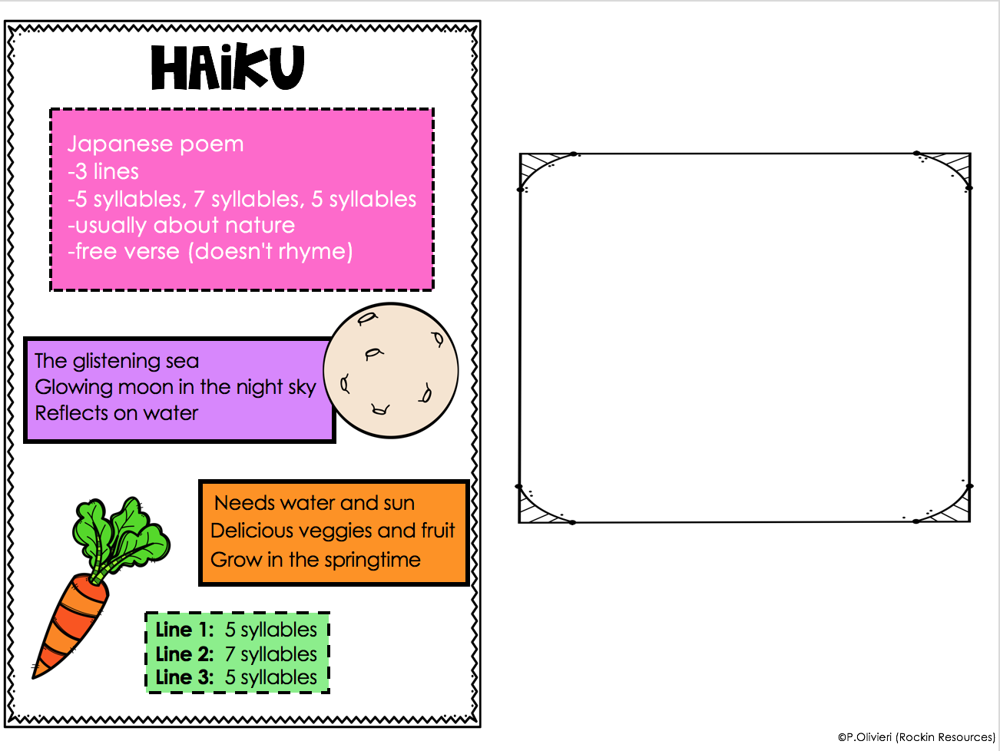 HAiKU
Japanese poem
-3 lines
-5 syllables, 7 syllables, 5 syllables
-usually about nature
-free verse (doesn't rhyme)
The glistening sea
Glowing moon in the night sky
Reflects on water
Needs water and sun
Delicious veggies and fruit
Grow in the springtime
Line 1: 5 syllables
Line 2: 7 syllables
Line 3: 5 syllables
©P.Olivieri (Rockin Resources)